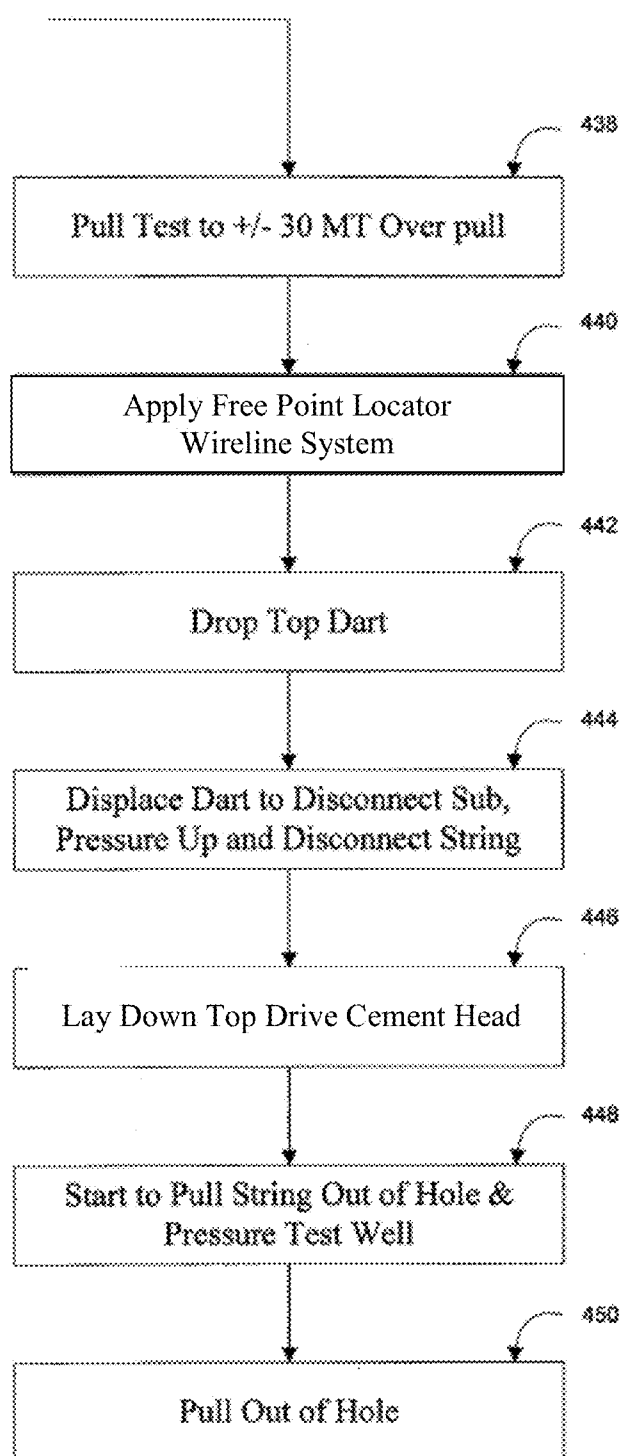 438
Pull Test to +/- 30 MT Over pull
440
Apply Free Point Locator
Wireline System
442
Drop Top Dart
444
Displace Dart to Disconnect Sub,
Pressure Up and Disconnect String
446
Lay Down Top Drive Cement Head
448
Start to Pull String Out of Hole &
Pressure Test Well
450
Pull Out of Hole